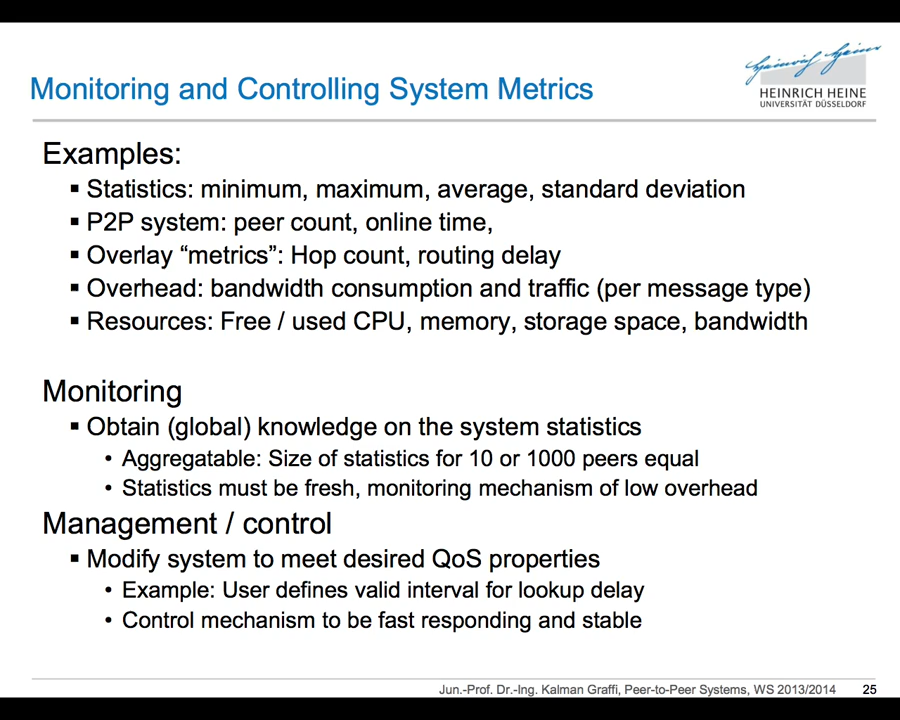 Heinrich Heine
HEINRICH HEINE
UNIVERSITÄT DÜSSELDORF
Monitoring and Controlling System Metrics
Examples:
▪ Statistics: minimum, maximum, average, standard deviation
▪ P2P system: peer count, online time,
▪ Overlay “metrics”: Hop count, routing delay
▪ Overhead: bandwidth consumption and traffic (per message type)
▪ Resources: Free / used CPU, memory, storage space, bandwidth
Monitoring
▪ Obtain (global) knowledge on the system statistics
• Aggregatable: Size of statistics for 10 or 1000 peers equal
• Statistics must be fresh, monitoring mechanism of low overhead
Management / control
▪ Modify system to meet desired QoS properties
• Example: User defines valid interval for lookup delay
• Control mechanism to be fast responding and stable
Jun.-Prof. Dr.-Ing. Kalman Graffi, Peer-to-Peer Systems, WS 2013/2014 25